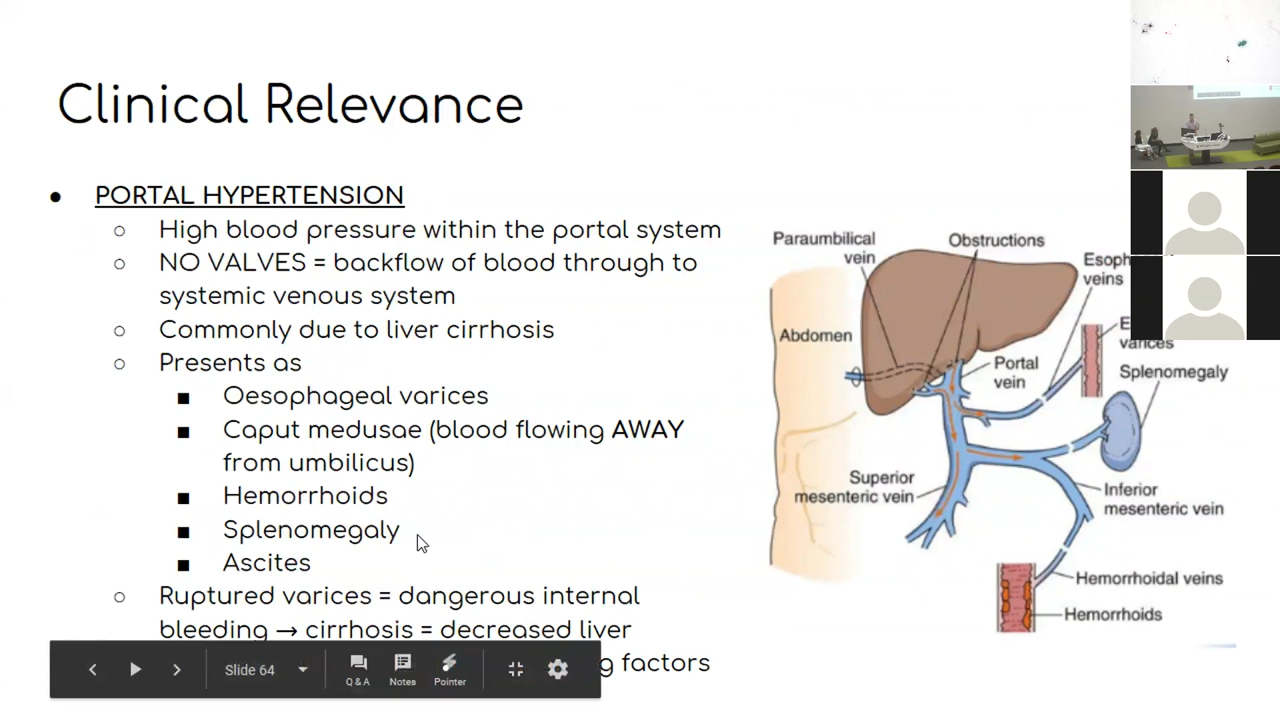 Clinical Relevance
● PORTAL HYPERTENSION
○ High blood pressure within the portal system
○ NO VALVES = backflow of blood through to
systemic venous system
○ Commonly due to liver cirrhosis
○ Presents as
■ Oesophageal varices
■ Caput medusae (blood flowing AWAY
from umbilicus)
■ Hemorrhoids
■ Splenomegaly
■ Ascites
○ Ruptured varices = dangerous internal
bleeding → cirrhosis = decreased liver
factors
Paraumbilical
vein
Obstructions
veins
Abdomen
varices
Portal
vein
Splenomegaly
Superior
mesenteric vein
Inferior
mesenteric vein
Hemorrhoidal veins
Hemorrhoids
Slide 64
Q & A
Notes
Pointer